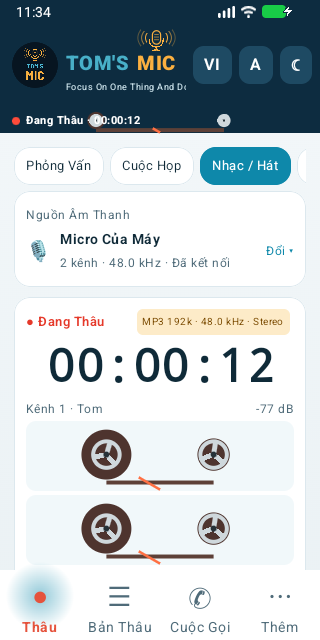 11:34
TOM'S MIC
TOM'S MIC
Focus On One Thing And Do
VI
A
Đang Thâu
00:00:12
Phỏng Vấn
Cuộc Họp
Nhạc / Hát
Nguồn Âm Thanh
Micro Của Máy
2 kênh · 48.0 kHz · Đã kết nối
Đổi
Đang Thâu
MP3 192k · 48.0 kHz · Stereo
00:00:12
Kênh 1 · Tom
-77 dB
Thâu
Bản Thâu
Cuộc Gọi
Thêm